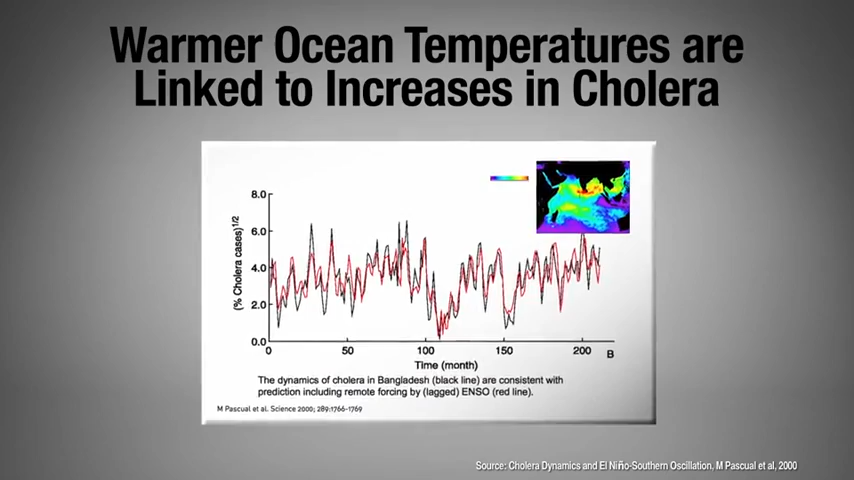 Warmer Ocean Temperatures are
Linked to Increases in Cholera
8.0
6.0
4.0
2.0
0.0
(% Cholera cases)1/2
0 50 100 150 200
B
Time (month)
The dynamics of cholera in Bangladesh (black line) are consistent with
prediction including remote forcing by (lagged) ENSO (red line).
M Pascual et al. Science 2000; 289:1766-1769
Source: Cholera Dynamics and El Niño-Southern Oscillation, M Pascual et al, 2000